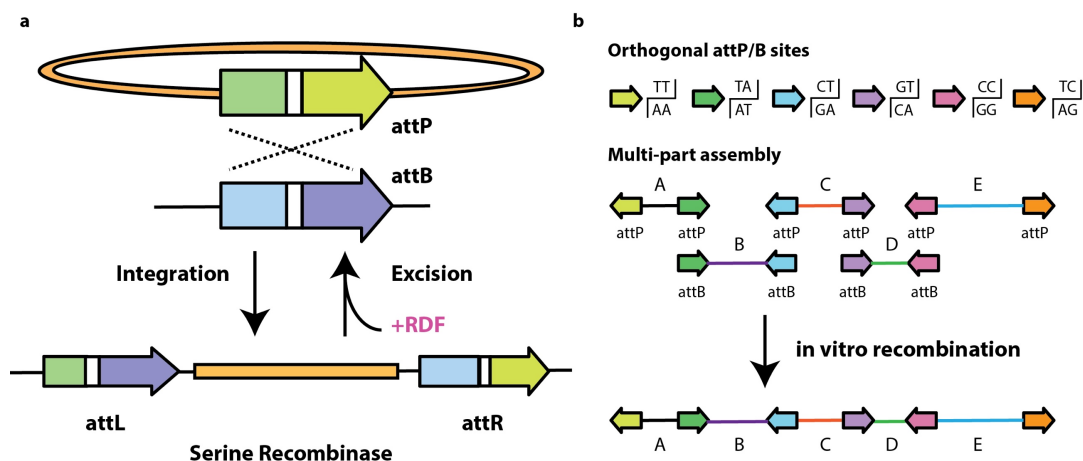 a
attP
attB
Integration
Excision
+RDF
attL
attR
Serine Recombinase
b
Orthogonal attP/B sites
TT TA CT GT CC TC
AA AT GA CA GG AG
Multi-part assembly
A C E
attP attP attP attP attP attP
B D
attB attB attB attB
in vitro recombination
A B C D E